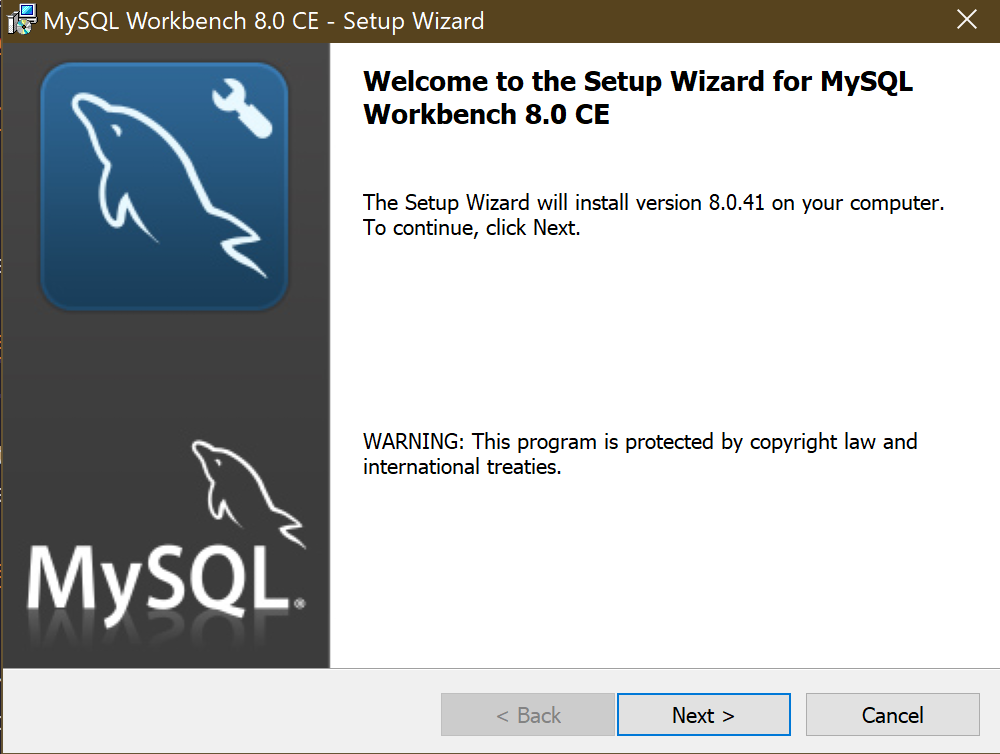 MySQL Workbench 8.0 CE - Setup Wizard
Welcome to the Setup Wizard for MySQL
Workbench 8.0 CE
The Setup Wizard will install version 8.0.41 on your computer.
To continue, click Next.
WARNING: This program is protected by copyright law and
international treaties.
MySQL®
< Back
Next >
Cancel